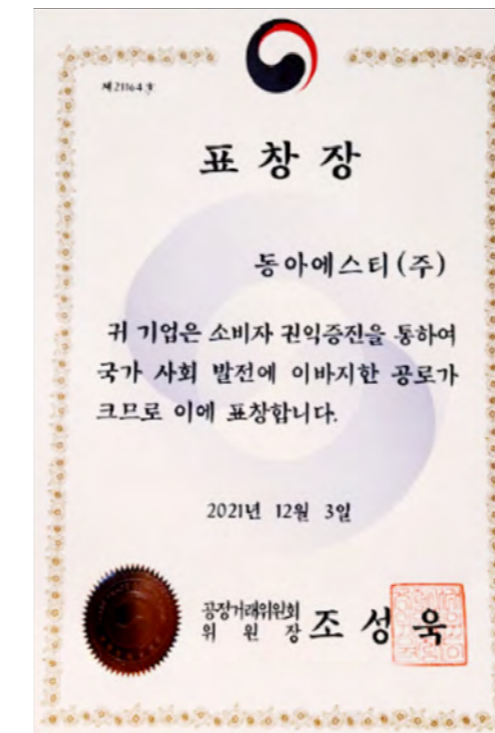 제21164호
표창장
동아에스티(주)
귀 기업은 소비자 권익증진을 통하여
국가 사회 발전에 이바지한 공로가
크므로 이에 표창합니다.
2021년 12월 3일
공정거래위원회
위원장 조성욱